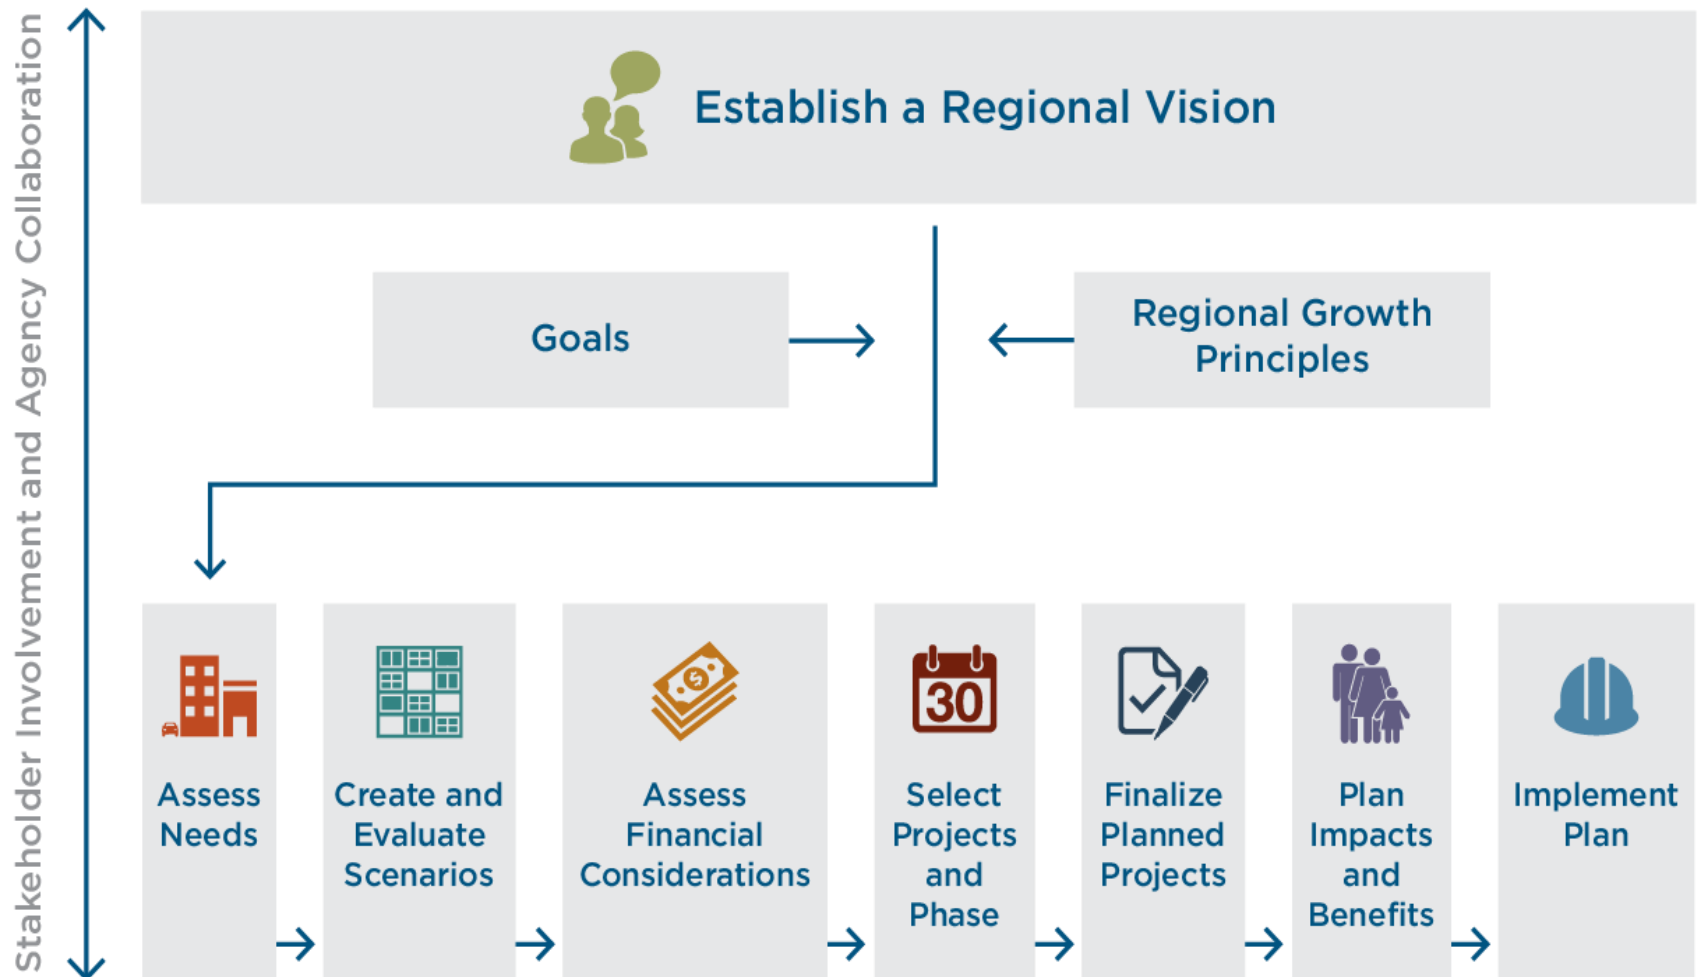 Stakeholder Involvement and Agency Collaboration
Establish a Regional Vision
Goals
Regional Growth
Principles
Assess
Needs
Create and
Evaluate
Scenarios
Assess
Financial
Considerations
$
30
Select
Projects
and
Phase
Finalize
Planned
Projects
Plan
Impacts
and
Benefits
Implement
Plan